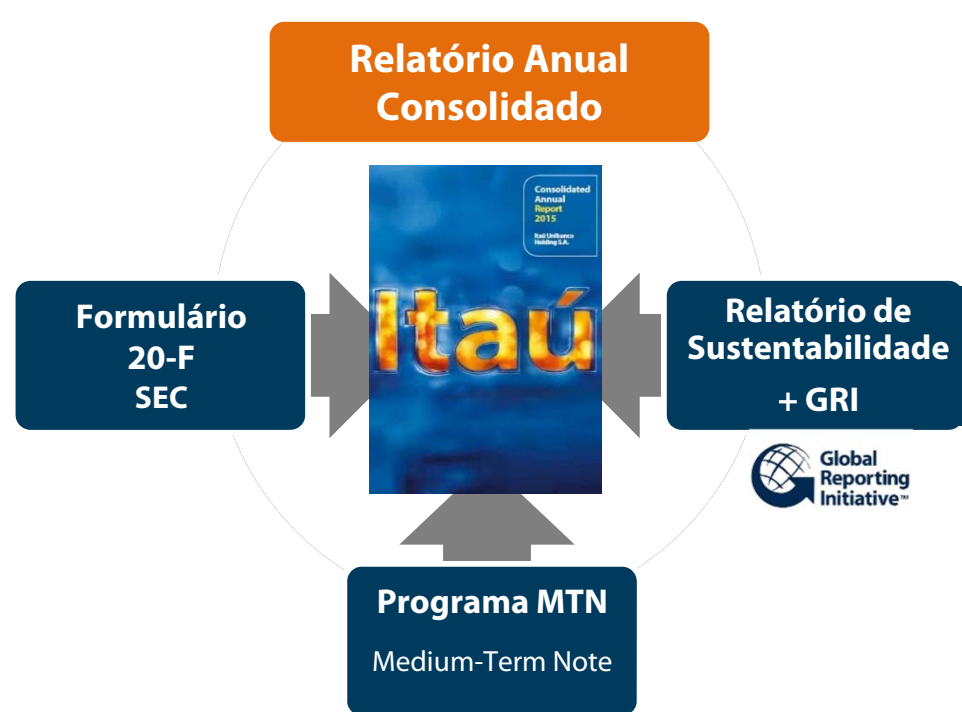 Relatório Anual
Consolidado
Consolidated
Annual
Report
2015
Itaú Unibanco
Holding S.A.
Itaú
Formulário
20-F
SEC
Relatório de
Sustentabilidade
+ GRI
Global
Reporting
Initiative™
Programa MTN
Medium-Term Note